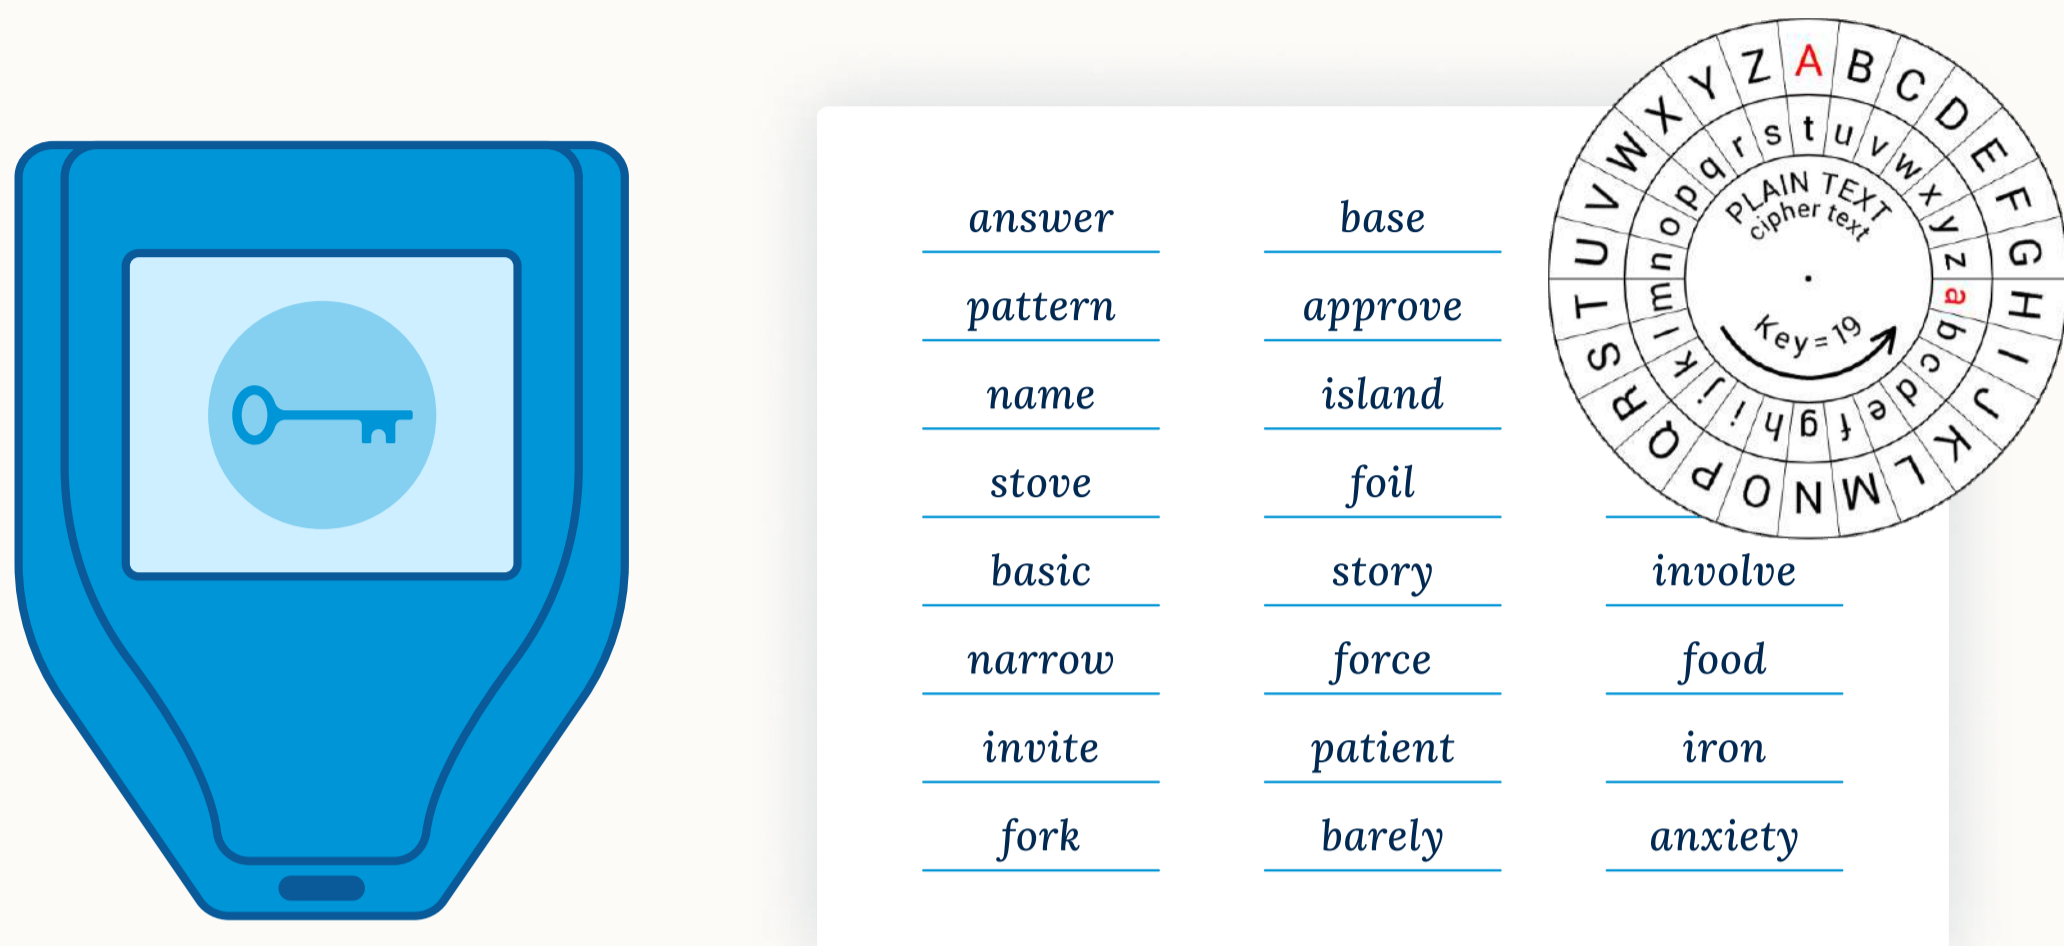 answer base
pattern approve
name island
stove foil
basic story involve
narrow force food
invite patient iron
fork barely anxiety
A B C D E F G H I J K L M N O P Q R S T U V W X Y Z
t u v w x y z a b c d e f g h i j k l m n o p q r s
PLAIN TEXT
cipher text
Key = 19